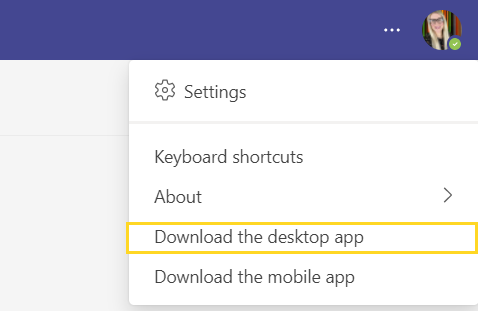 Settings
Keyboard shortcuts
About
Download the desktop app
Download the mobile app